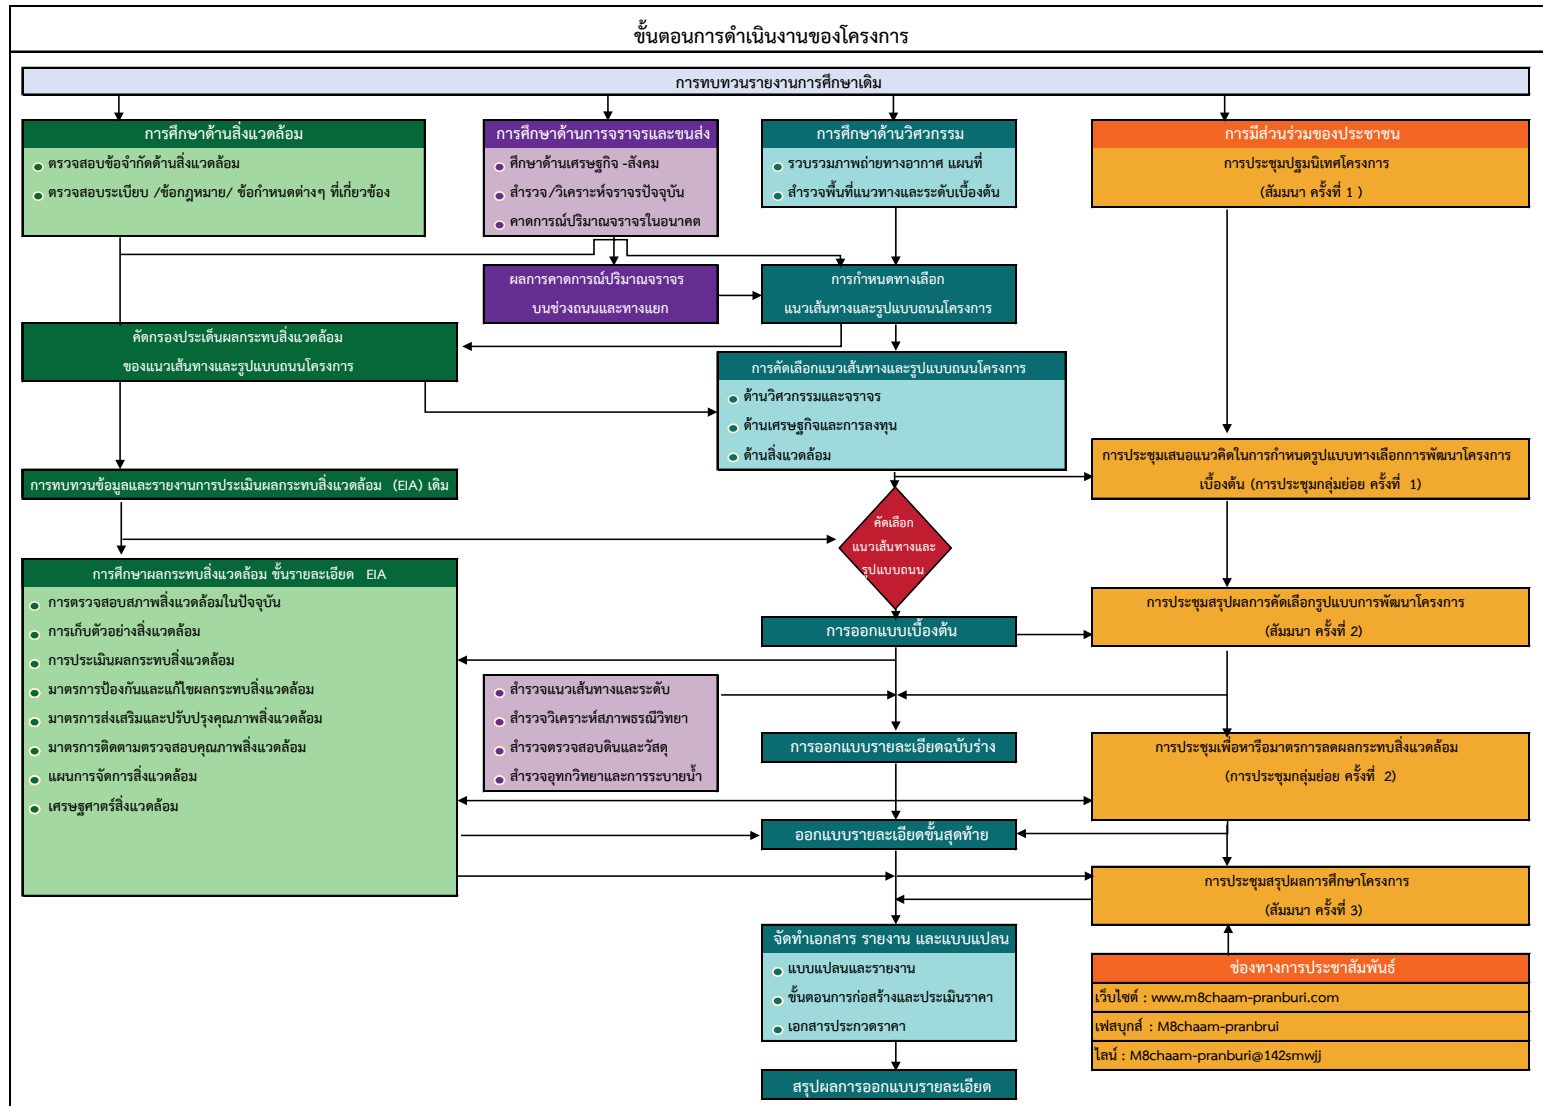 ขั้นตอนการดำเนินงานของโครงการ
การทบทวนรายงานการศึกษาเดิม
การศึกษาด้านสิ่งแวดล้อม
ตรวจสอบข้อจำกัดด้านสิ่งแวดล้อม
ตรวจสอบระเบียบ /ข้อกฎหมาย/ ข้อกำหนดต่างๆ ที่เกี่ยวข้อง
การศึกษาด้านการจราจรและขนส่ง
ศึกษาด้านเศรษฐกิจ -สังคม
สำรวจ/วิเคราะห์จราจรปัจจุบัน
คาดการณ์ปริมาณจราจรในอนาคต
การศึกษาด้านวิศวกรรม
รวบรวมภาพถ่ายทางอากาศ แผนที่
สำรวจพื้นที่แนวทางและระดับเบื้องต้น
การมีส่วนร่วมของประชาชน
การประชุมปฐมนิเทศโครงการ
(สัมมนา ครั้งที่ 1 )
ผลการคาดการณ์ปริมาณจราจร
บนช่วงถนนและทางแยก
การกำหนดทางเลือก
แนวเส้นทางและรูปแบบถนนโครงการ
คัดกรองประเด็นผลกระทบสิ่งแวดล้อม
ของแนวเส้นทางและรูปแบบถนนโครงการ
การคัดเลือกแนวเส้นทางและรูปแบบถนนโครงการ
ด้านวิศวกรรมและจราจร
ด้านเศรษฐกิจและการลงทุน
ด้านสิ่งแวดล้อม
การประชุมเสนอแนวคิดในการกำหนดรูปแบบทางเลือกการพัฒนาโครงการ
เบื้องต้น (การประชุมกลุ่มย่อย ครั้งที่ 1)
การทบทวนข้อมูลและรายงานการประเมินผลกระทบสิ่งแวดล้อม (EIA) เดิม
คัดเลือก
แนวเส้นทางและ
รูปแบบถนน
การศึกษาผลกระทบสิ่งแวดล้อม ขั้นรายละเอียด EIA
การตรวจสอบสภาพสิ่งแวดล้อมในปัจจุบัน
การเก็บตัวอย่างสิ่งแวดล้อม
การประเมินผลกระทบสิ่งแวดล้อม
มาตรการป้องกันและแก้ไขผลกระทบสิ่งแวดล้อม
มาตรการส่งเสริมและปรับปรุงคุณภาพสิ่งแวดล้อม
มาตรการติดตามตรวจสอบคุณภาพสิ่งแวดล้อม
แผนการจัดการสิ่งแวดล้อม
เศรษฐศาตร์สิ่งแวดล้อม
การออกแบบเบื้องต้น
การประชุมสรุปผลการคัดเลือกรูปแบบการพัฒนาโครงการ
(สัมมนา ครั้งที่ 2)
สำรวจแนวเส้นทางและระดับ
สำรวจวิเคราะห์สภาพธรณีวิทยา
สำรวจตรวจสอบดินและวัสดุ
สำรวจอุทกวิทยาและการระบายน้ำ
การออกแบบรายละเอียดฉบับร่าง
การประชุมเพื่อหารือมาตรการลดผลกระทบสิ่งแวดล้อม
(การประชุมกลุ่มย่อย ครั้งที่ 2)
ออกแบบรายละเอียดขั้นสุดท้าย
การประชุมสรุปผลการศึกษาโครงการ
(สัมมนา ครั้งที่ 3)
จัดทำเอกสาร รายงาน และแบบแปลน
แบบแปลนและรายงาน
ขั้นตอนการก่อสร้างและประเมินราคา
เอกสารประกวดราคา
ช่องทางการประชาสัมพันธ์
เว็บไซต์ : www.m8chaam-pranburi.com
เฟสบุกส์ : M8chaam-pranbrui
ไลน์ : M8chaam-pranburi@142smwjj
สรุปผลการออกแบบรายละเอียด